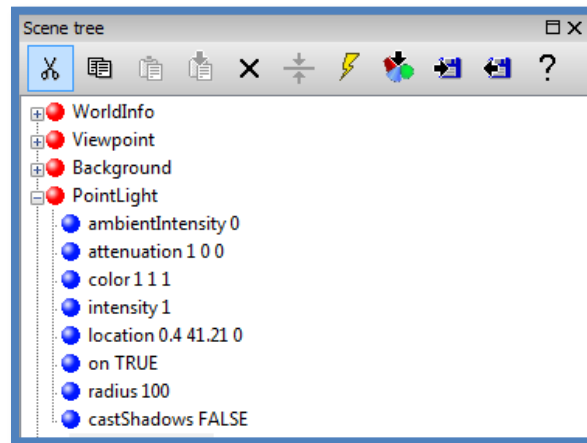 Scene tree
?
WorldInfo
Viewpoint
Background
PointLight
ambientIntensity 0
attenuation 1 0 0
color 1 1 1
intensity 1
location 0.4 41.21 0
on TRUE
radius 100
castShadows FALSE